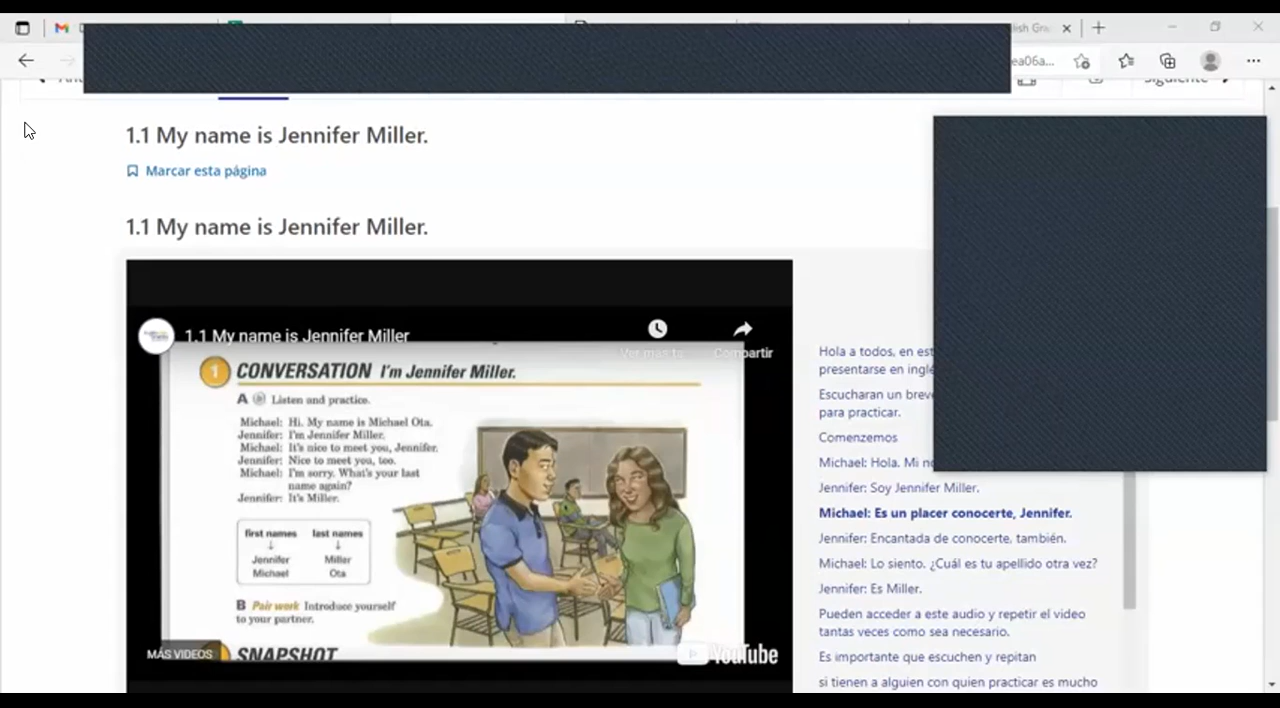 lish Gra
ea06a...
Siguiente
1.1 My name is Jennifer Miller.
Marcar esta página
1.1 My name is Jennifer Miller.
1.1 My name is Jennifer Miller
Compartir
1 CONVERSATION I'm Jennifer Miller.
A Listen and practice.
Michael: Hi. My name is Michael Ota.
Jennifer: I'm Jennifer Miller.
Michael: It's nice to meet you, Jennifer.
Jennifer: Nice to meet you, too.
Michael: I'm sorry. What's your last
name again?
Jennifer: It's Miller.
first names last names
↓ ↓
Jennifer Miller
Michael Ota
B Pair work Introduce yourself
to your partner.
SNAPSHOT
MÁS VIDEOS
YouTube
Hola a todos, en est
presentarse en inglé
Escucharan un breve
para practicar.
Comenzemos
Michael: Hola. Mi no
Jennifer: Soy Jennifer Miller.
Michael: Es un placer conocerte, Jennifer.
Jennifer: Encantada de conocerte, también.
Michael: Lo siento. ¿Cuál es tu apellido otra vez?
Jennifer: Es Miller.
Pueden acceder a este audio y repetir el video
tantas veces como sea necesario.
Es importante que escuchen y repitan
si tienen a alguien con quien practicar es mucho